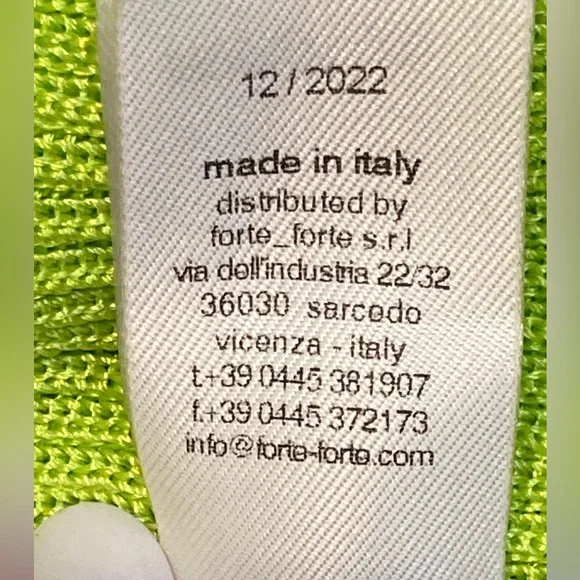 12 / 2022
made in italy
distributed by
forte_forte s.r.l
via dell'industria 22/32
36030 sarcedo
vicenza - italy
t.+39 0445 381907
f.+39 0445 372173
info@forte-forte.com